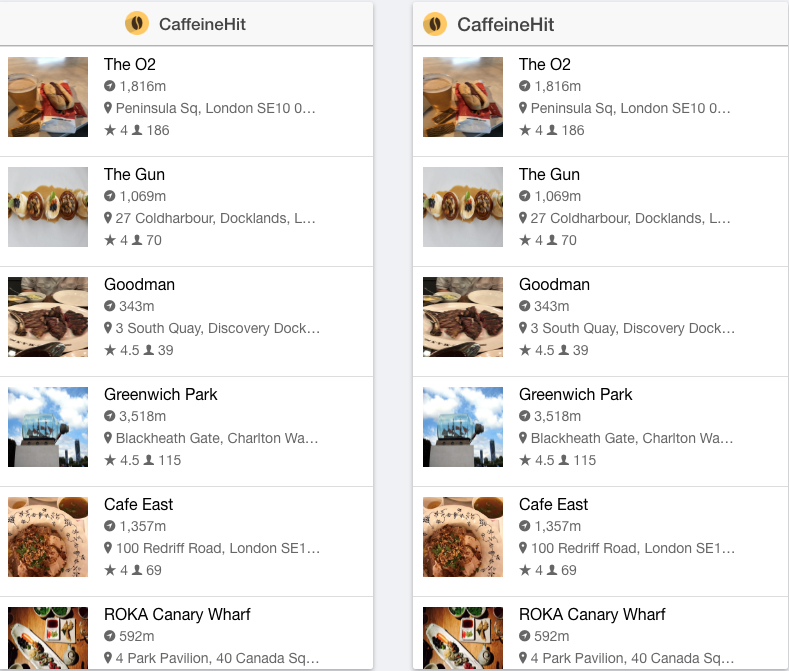 CaffeineHit
The O2
1,816m
Peninsula Sq, London SE10 0…
4 186
The Gun
1,069m
27 Coldharbour, Docklands, L…
4 70
Goodman
343m
3 South Quay, Discovery Dock…
4.5 39
Greenwich Park
3,518m
Blackheath Gate, Charlton Wa…
4.5 115
Cafe East
1,357m
100 Redriff Road, London SE1…
4 69
ROKA Canary Wharf
592m
4 Park Pavilion, 40 Canada Sq…
CaffeineHit
The O2
1,816m
Peninsula Sq, London SE10 0…
4 186
The Gun
1,069m
27 Coldharbour, Docklands, L…
4 70
Goodman
343m
3 South Quay, Discovery Dock…
4.5 39
Greenwich Park
3,518m
Blackheath Gate, Charlton Wa…
4.5 115
Cafe East
1,357m
100 Redriff Road, London SE1…
4 69
ROKA Canary Wharf
592m
4 Park Pavilion, 40 Canada Sq…